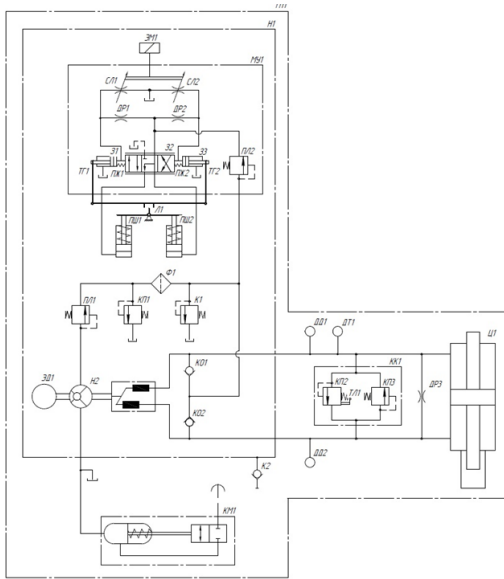 Н1
ЭМ1
МУ1
СЛ1
СЛ2
ДР1
ДР2
З1
З2
З3
ПЛ2
ТГ1
ПЖ1
ПЖ2
ТГ2
Л1
ПШ1
ПШ2
Ф1
ПЛ1
КП1
К1
ДД1
ДТ1
Ц1
КО1
КК1
ЭД1
Н2
КП2
ТЛ1
КП3
ДР3
КО2
ДД2
К2
КМ1